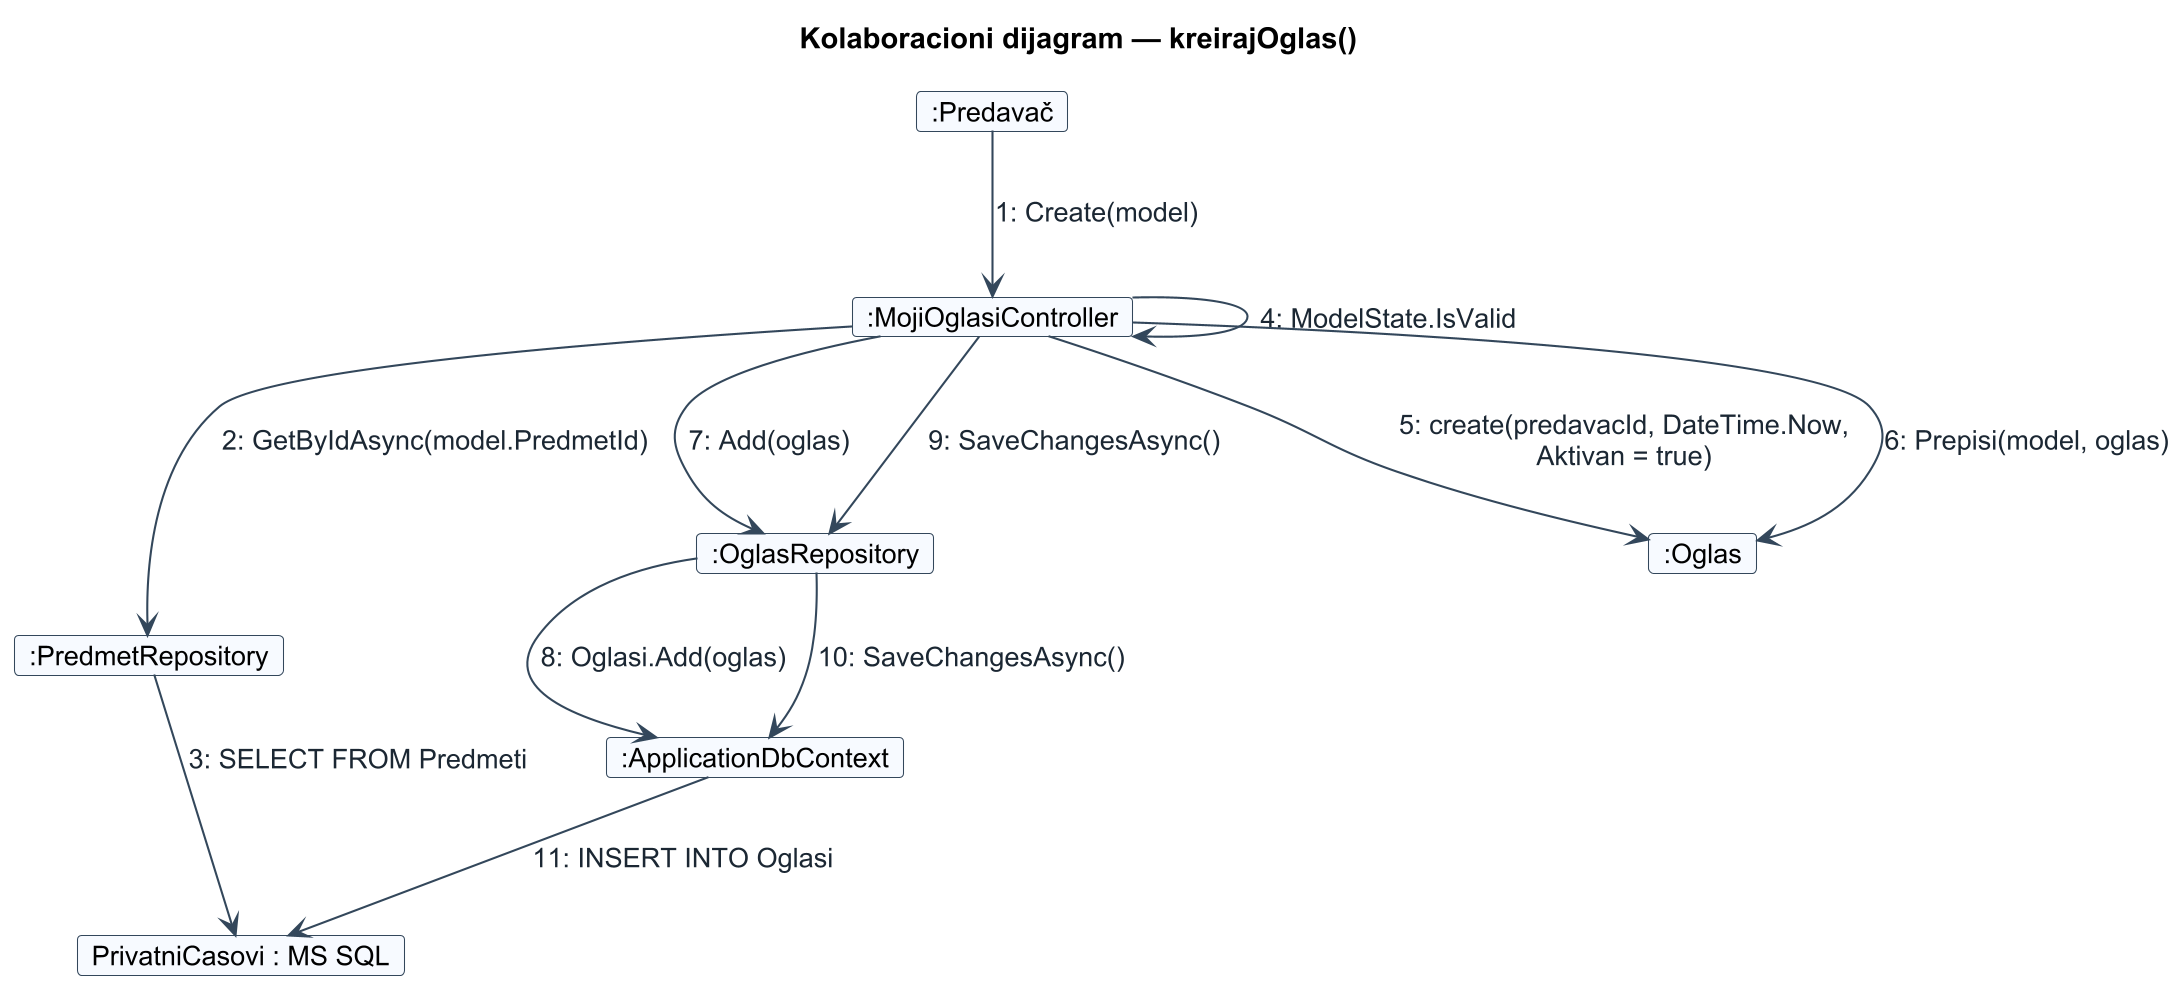 Kolaboracioni dijagram — kreirajOglas()
:Predavač
1: Create(model)
:MojiOglasiController
4: ModelState.IsValid
2: GetByIdAsync(model.PredmetId)
7: Add(oglas)
9: SaveChangesAsync()
5: create(predavacId, DateTime.Now,
Aktivan = true)
6: Prepisi(model, oglas)
:OglasRepository
:Oglas
:PredmetRepository
8: Oglasi.Add(oglas)
10: SaveChangesAsync()
3: SELECT FROM Predmeti
:ApplicationDbContext
11: INSERT INTO Oglasi
PrivatniCasovi : MS SQL